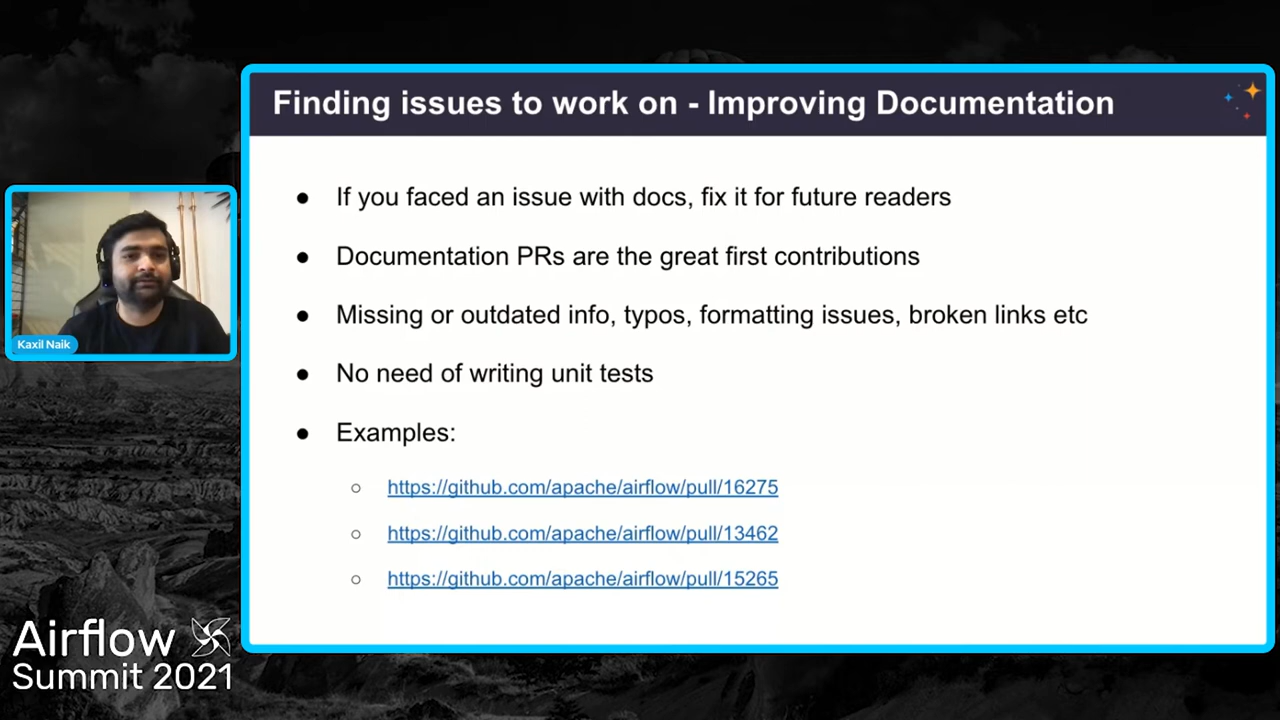 Finding issues to work on - Improving Documentation
● If you faced an issue with docs, fix it for future readers
● Documentation PRs are the great first contributions
● Missing or outdated info, typos, formatting issues, broken links etc
● No need of writing unit tests
● Examples:
○ https://github.com/apache/airflow/pull/16275
○ https://github.com/apache/airflow/pull/13462
○ https://github.com/apache/airflow/pull/15265
Kaxil Naik
Airflow
Summit 2021